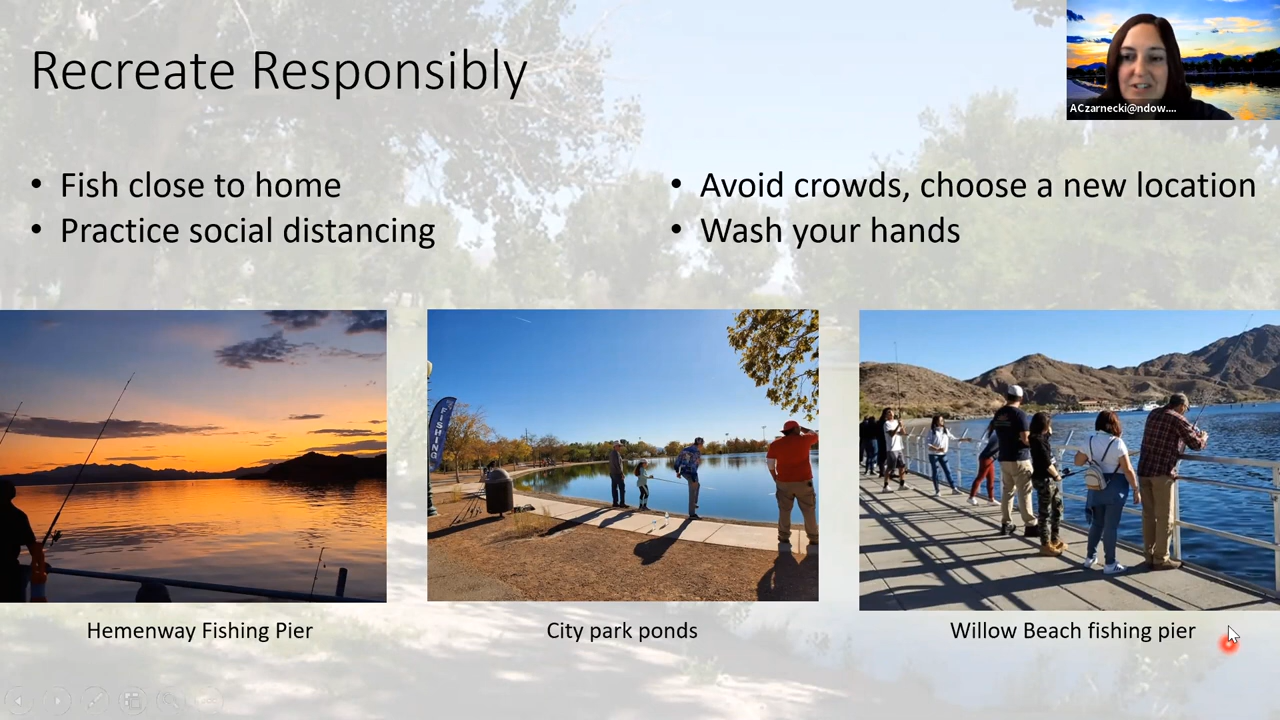 Recreate Responsibly
ACzarnecki@ndow....
• Fish close to home
• Practice social distancing
• Avoid crowds, choose a new location
• Wash your hands
FISHING
Hemenway Fishing Pier
City park ponds
Willow Beach fishing pier